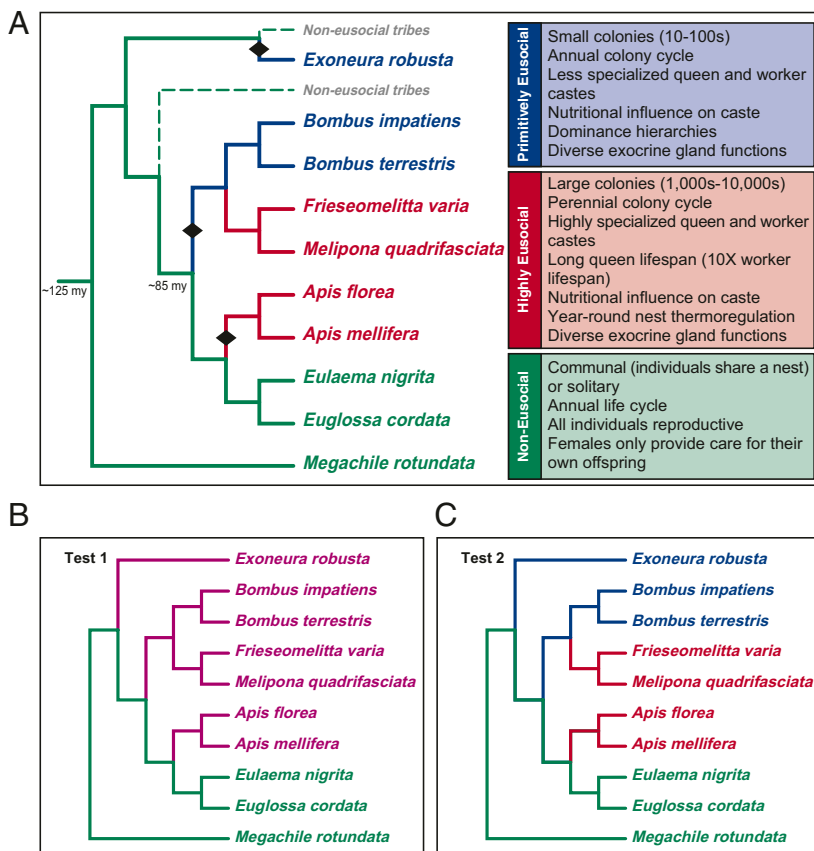 A
Non-eusocial tribes
Exoneura robusta
Non-eusocial tribes
Bombus impatiens
Bombus terrestris
Frieseomelitta varia
Melipona quadrifasciata
Apis florea
Apis mellifera
Eulaema nigrita
Euglossa cordata
Megachile rotundata
~125 my
~85 my
Primitively Eusocial
Small colonies (10-100s)
Annual colony cycle
Less specialized queen and worker
castes
Nutritional influence on caste
Dominance hierarchies
Diverse exocrine gland functions
Highly Eusocial
Large colonies (1,000s-10,000s)
Perennial colony cycle
Highly specialized queen and worker
castes
Long queen lifespan (10X worker
lifespan)
Nutritional influence on caste
Year-round nest thermoregulation
Diverse exocrine gland functions
Non-Eusocial
Communal (individuals share a nest)
or solitary
Annual life cycle
All individuals reproductive
Females only provide care for their
own offspring
B
Test 1
Exoneura robusta
Bombus impatiens
Bombus terrestris
Frieseomelitta varia
Melipona quadrifasciata
Apis florea
Apis mellifera
Eulaema nigrita
Euglossa cordata
Megachile rotundata
C
Test 2
Exoneura robusta
Bombus impatiens
Bombus terrestris
Frieseomelitta varia
Melipona quadrifasciata
Apis florea
Apis mellifera
Eulaema nigrita
Euglossa cordata
Megachile rotundata